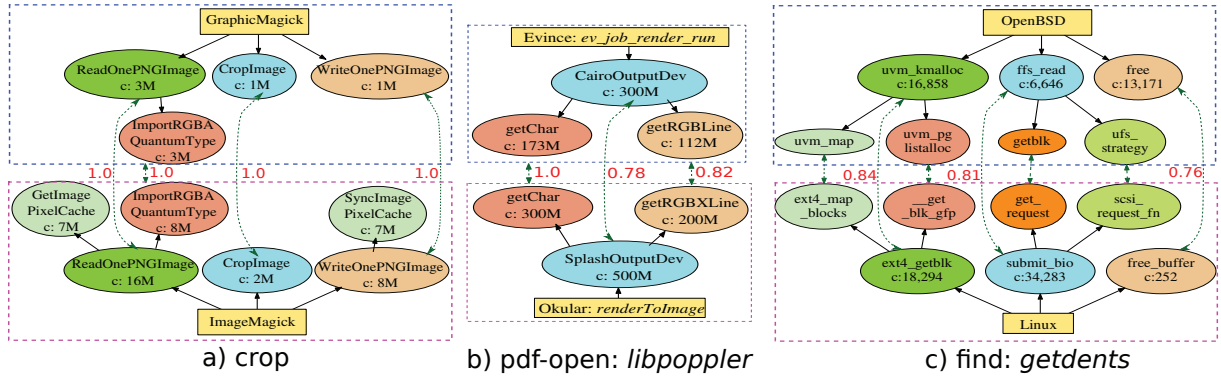 GraphicMagick
ReadOnePNGImage
c: 3M
CropImage
c: 1M
WriteOnePNGImage
c: 1M
ImportRGBA
QuantumType
c: 3M
1.0
1.0
1.0
1.0
GetImage
PixelCache
c: 7M
ImportRGBA
QuantumType
c: 8M
SyncImage
PixelCache
c: 7M
ReadOnePNGImage
c: 16M
CropImage
c: 2M
WriteOnePNGImage
c: 8M
ImageMagick
a) crop
Evince: ev_job_render_run
CairoOutputDev
c: 300M
getChar
c: 173M
getRGBLine
c: 112M
1.0
0.78
0.82
getChar
c: 300M
getRGBXLine
c: 200M
SplashOutputDev
c: 500M
Okular: renderToImage
b) pdf-open: libpoppler
OpenBSD
uvm_kmalloc
c:16,858
ffs_read
c:6,646
free
c:13,171
uvm_map
uvm_pg
listalloc
getblk
ufs_
strategy
0.84
0.81
0.76
ext4_map
_blocks
__get
_blk_gfp
get_
request
scsi_
request_fn
ext4_getblk
c:18,294
submit_bio
c:34,283
free_buffer
c:252
Linux
c) find: getdents